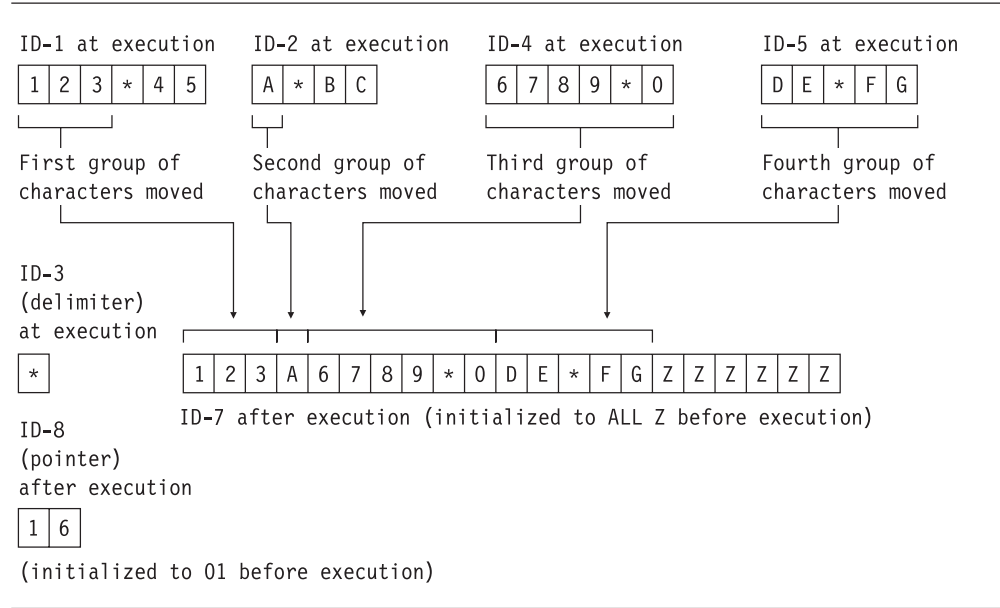 ID-1 at execution ID-2 at execution ID-4 at execution ID-5 at execution
1 2 3 * 4 5 A * B C 6 7 8 9 * 0 D E * F G
First group of Second group of Third group of Fourth group of
characters moved characters moved characters moved characters moved
ID-3
(delimiter)
at execution
* 1 2 3 A 6 7 8 9 * 0 D E * F G Z Z Z Z Z Z
ID-7 after execution (initialized to ALL Z before execution)
ID-8
(pointer)
after execution
1 6
(initialized to 01 before execution)